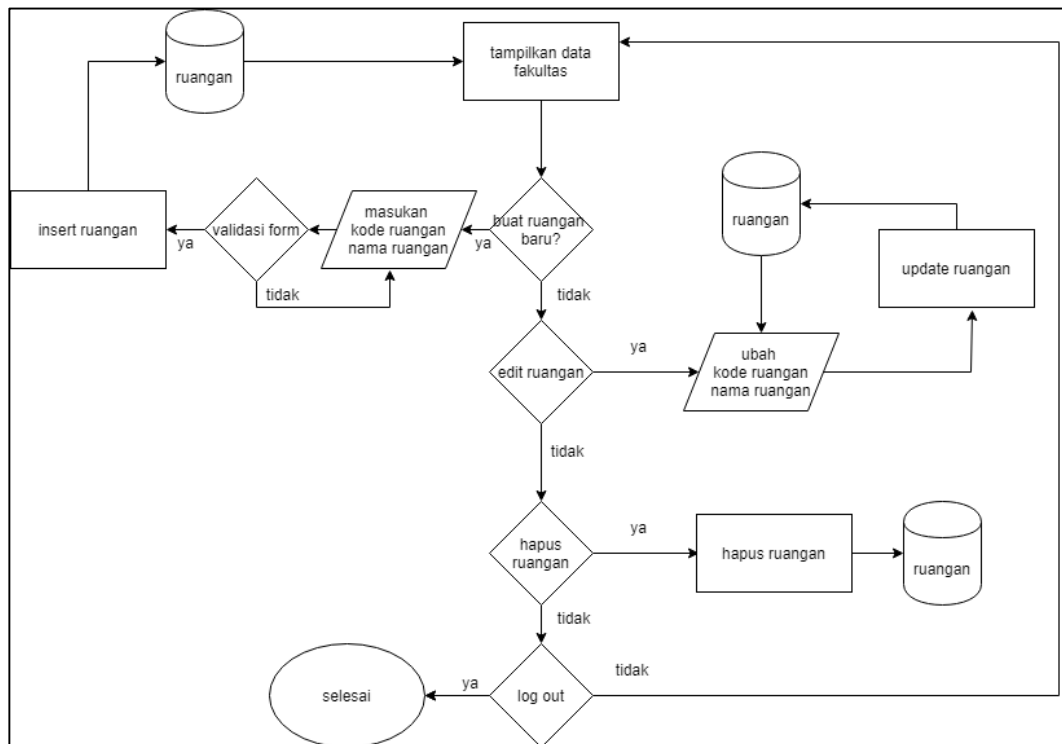 ruangan
tampilkan data
fakultas
insert ruangan
ya
validasi form
tidak
masukan
kode ruangan
nama ruangan
ya
buat ruangan
baru?
tidak
ruangan
update ruangan
edit ruangan
ya
ubah
kode ruangan
nama ruangan
tidak
hapus
ruangan
ya
hapus ruangan
ruangan
tidak
selesai
ya
log out
tidak